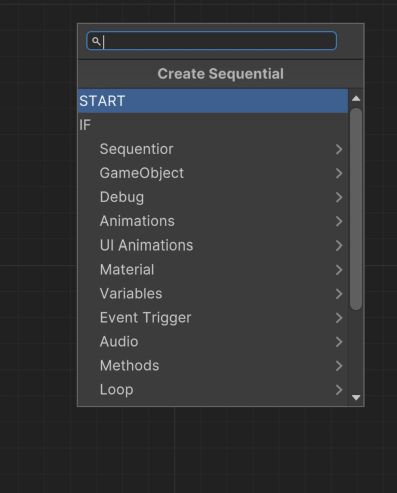 Create Sequential
START
IF
Sequentior
GameObject
Debug
Animations
UI Animations
Material
Variables
Event Trigger
Audio
Methods
Loop